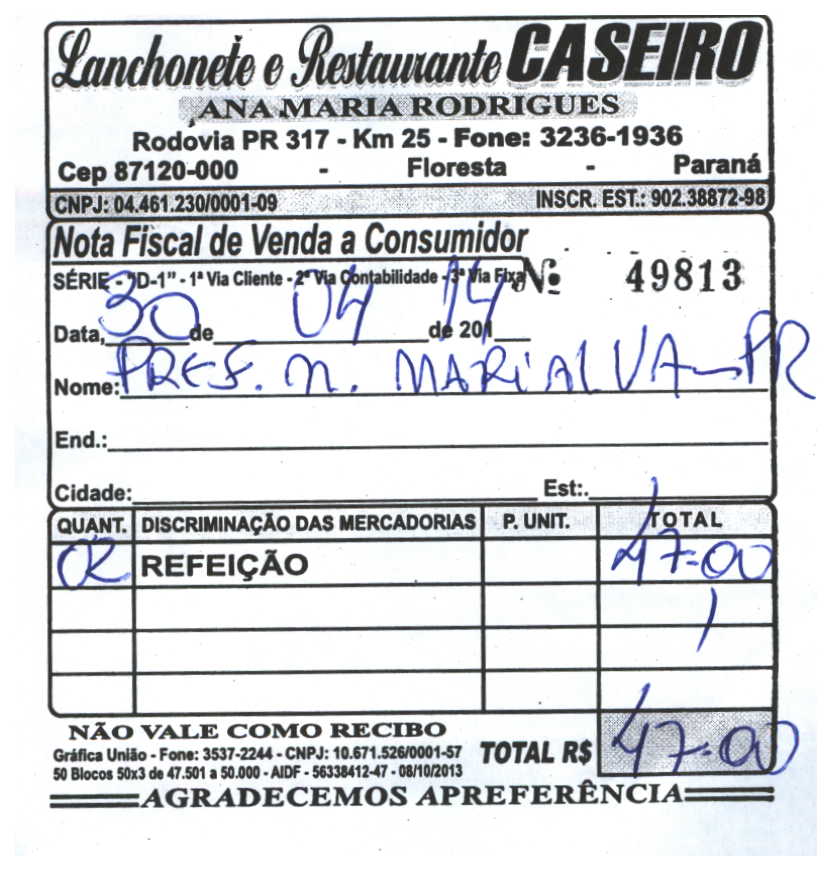 Lanchonete e Restaurante CASEIRO
ANA MARIA RODRIGUES
Rodovia PR 317 - Km 25 - Fone: 3236-1936
Cep 87120-000 - Floresta - Paraná
CNPJ: 04.461.230/0001-09 INSCR. EST.: 902.38872-98
Nota Fiscal de Venda a Consumidor
SÉRIE - "D-1" - 1ª Via Cliente - 2ª Via Contabilidade - 3ª Via Fixa Nº 49813
Data, 30 de 04 de 201 14
Nome: PREF. M. MARIALVA-PR
End.:
Cidade: Est:.
QUANT. DISCRIMINAÇÃO DAS MERCADORIAS P. UNIT. TOTAL
02 REFEIÇÃO 47-00
NÃO VALE COMO RECIBO
Gráfica União - Fone: 3537-2244 - CNPJ: 10.671.526/0001-57
50 Blocos 50x3 de 47.501 a 50.000 - AIDF - 56338412-47 - 08/10/2013
TOTAL R$ 47-00
AGRADECEMOS APREFERÊNCIA